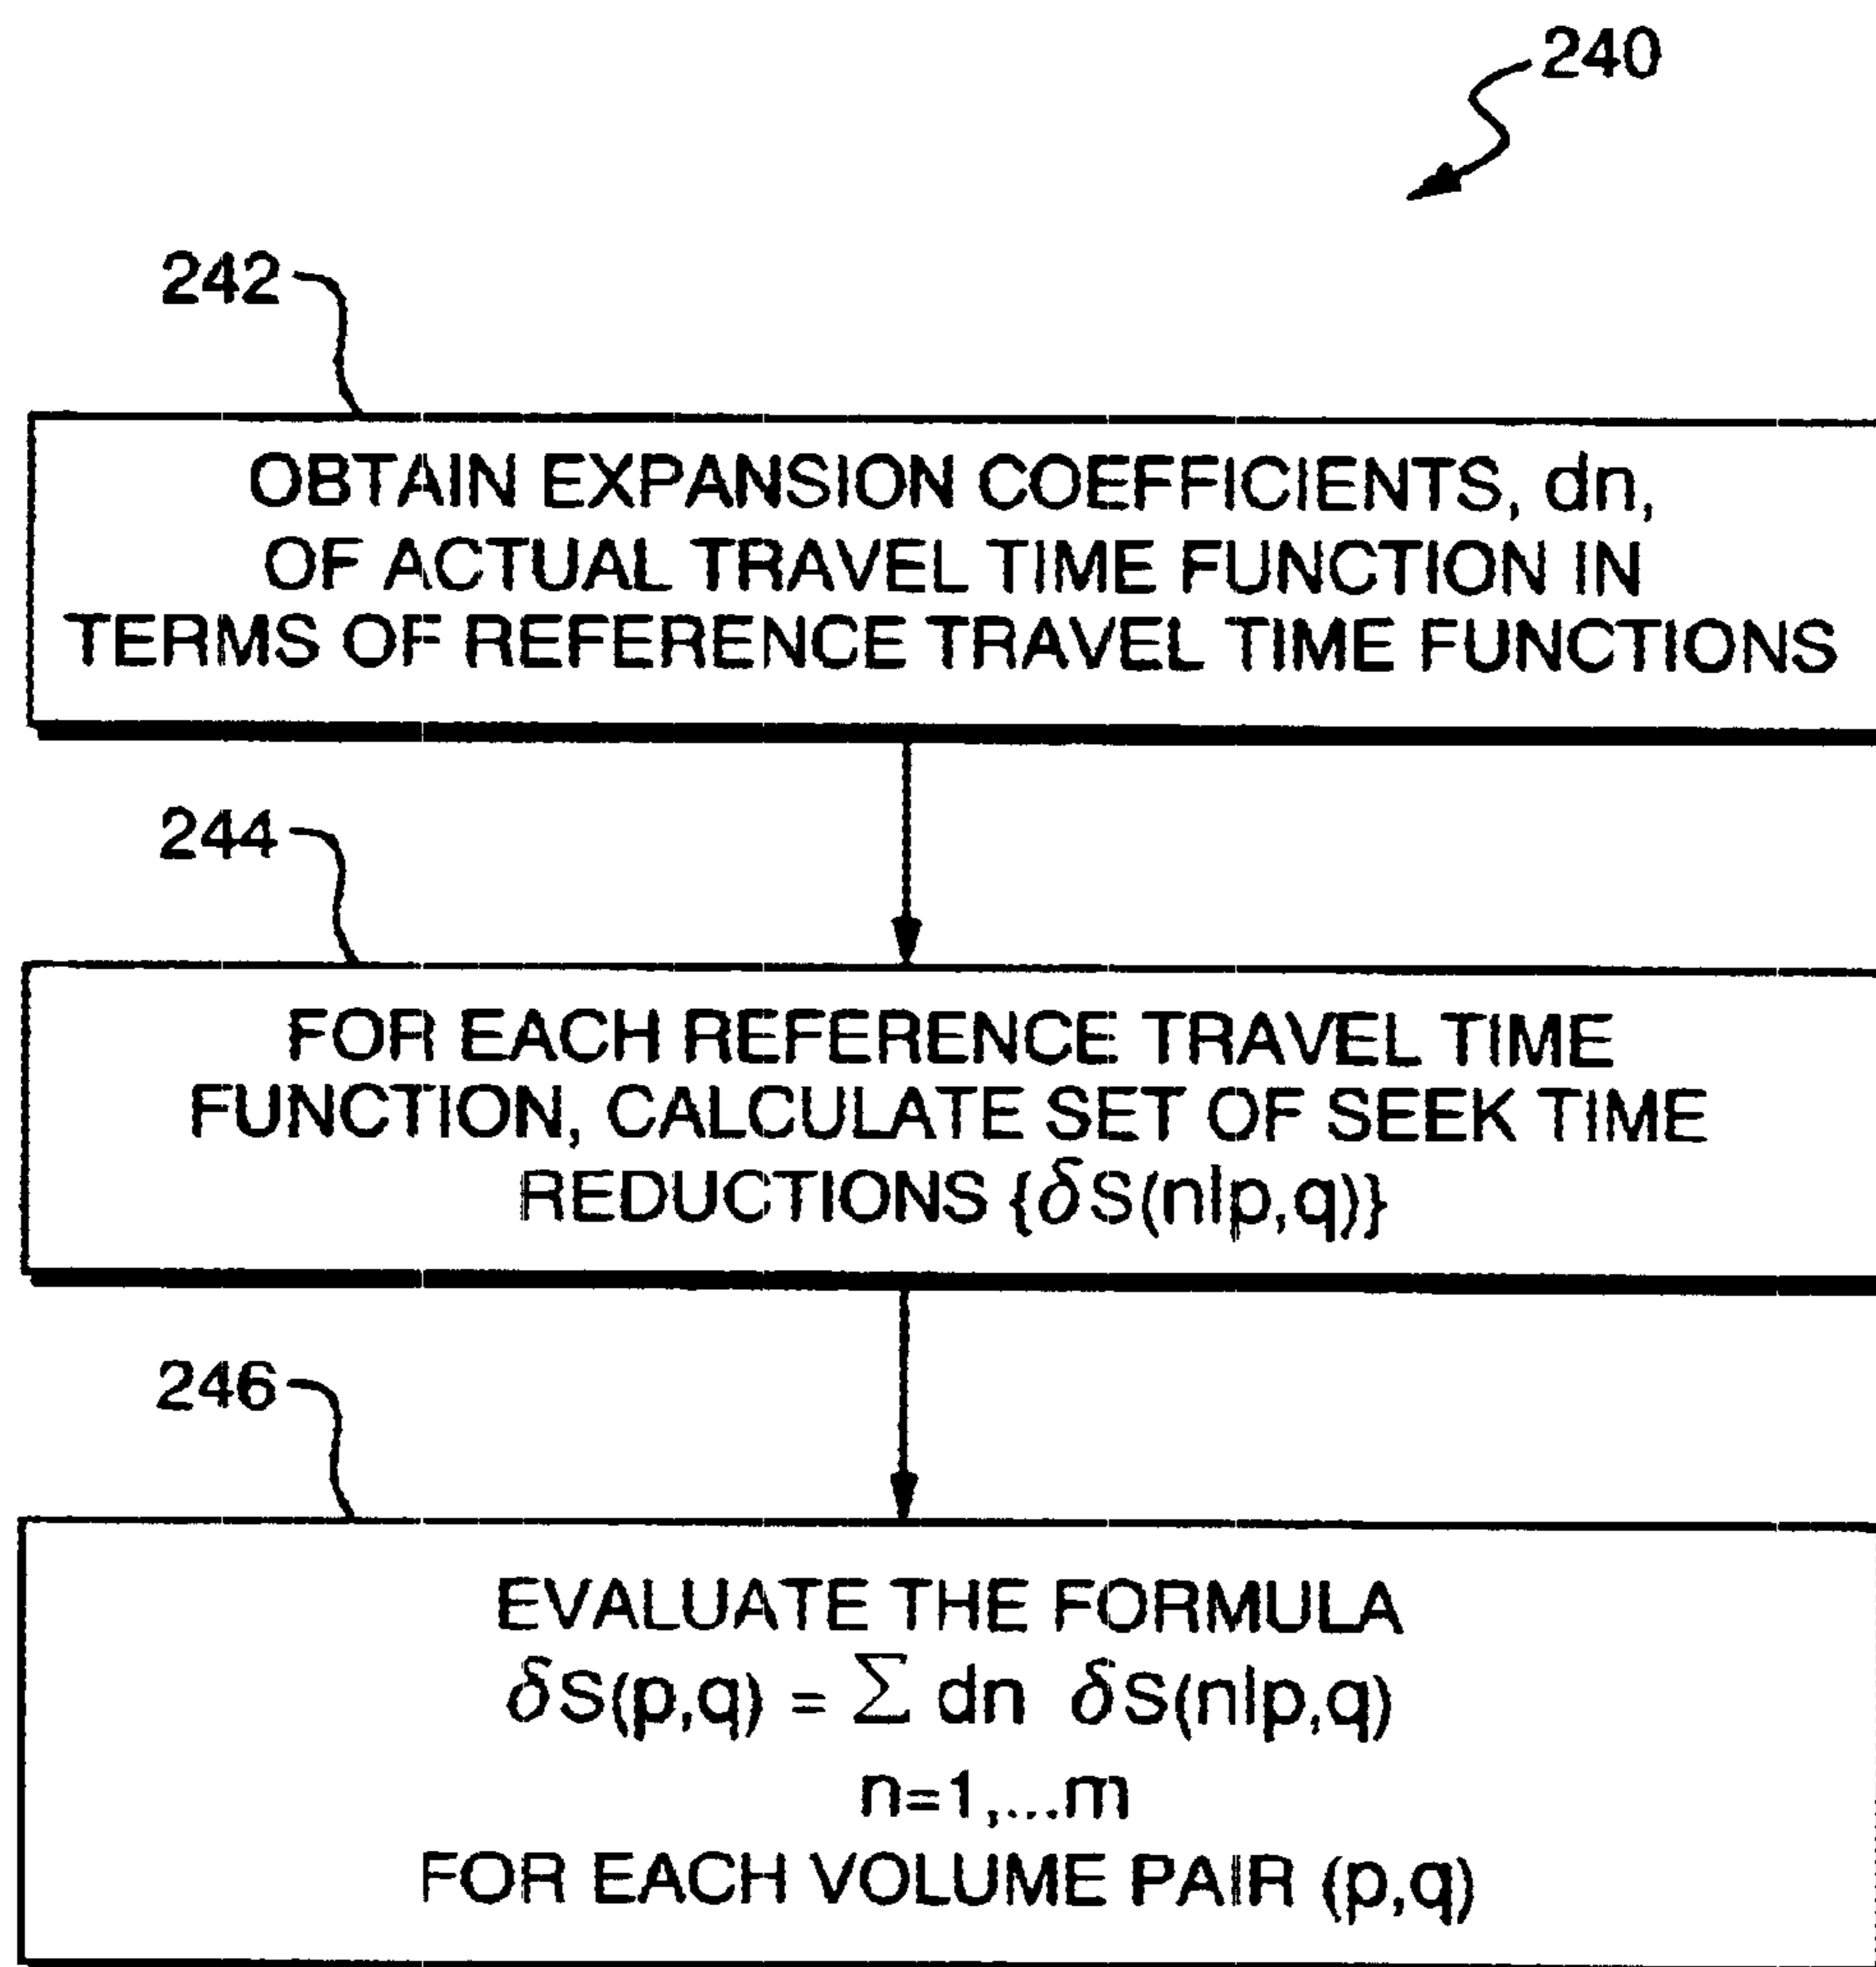 240
242
OBTAIN EXPANSION COEFFICIENTS, dn,
OF ACTUAL TRAVEL TIME FUNCTION IN
TERMS OF REFERENCE TRAVEL TIME FUNCTIONS
244
FOR EACH REFERENCE TRAVEL TIME
FUNCTION, CALCULATE SET OF SEEK TIME
REDUCTIONS {δS(n|p,q)}
246
EVALUATE THE FORMULA
δS(p,q) = Σ dn δS(n|p,q)
n=1,...m
FOR EACH VOLUME PAIR (p,q)